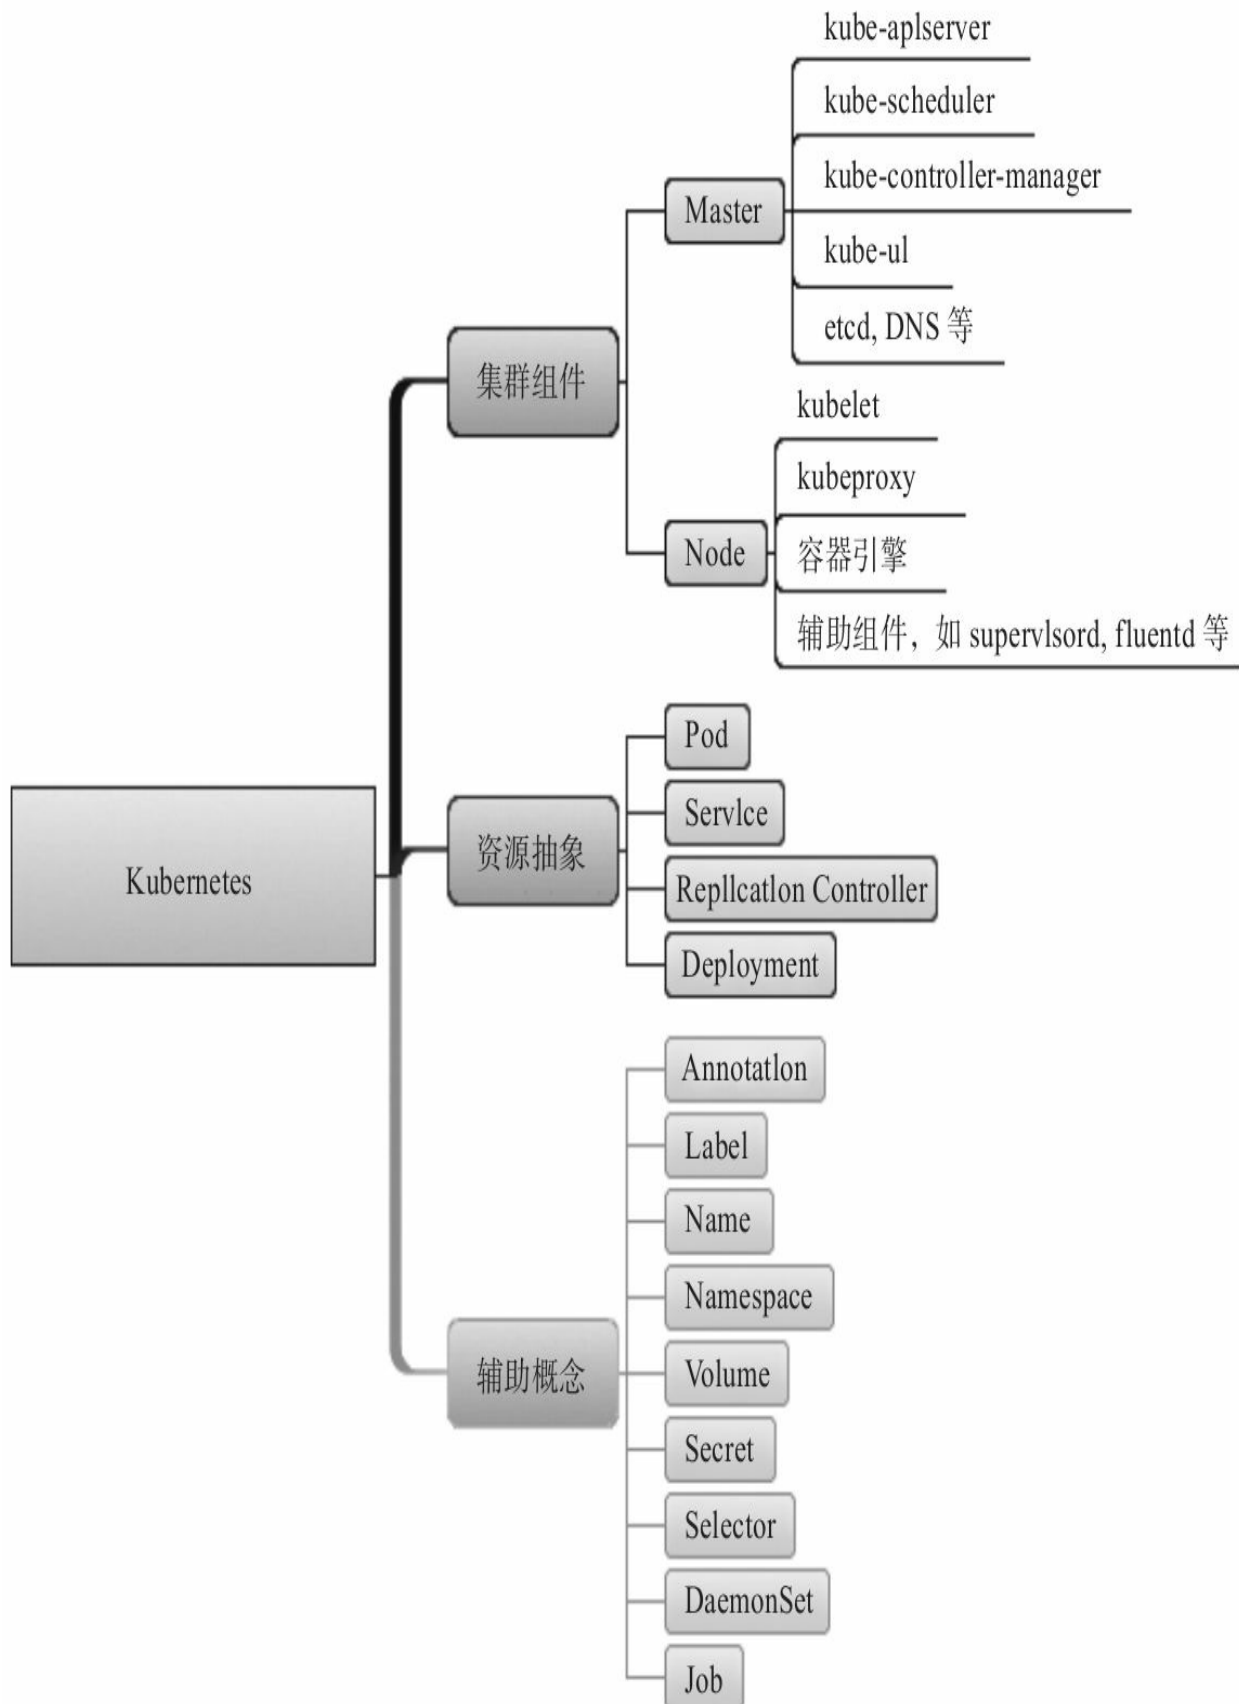 kube-aplserver
kube-scheduler
kube-controller-manager
kube-ul
etcd, DNS 等
Master
集群组件
kubelet
kubeproxy
容器引擎
辅助组件，如 supervlsord, fluentd 等
Node
Kubernetes
资源抽象
Pod
Servlce
Repllcatlon Controller
Deployment
辅助概念
Annotatlon
Label
Name
Namespace
Volume
Secret
Selector
DaemonSet
Job